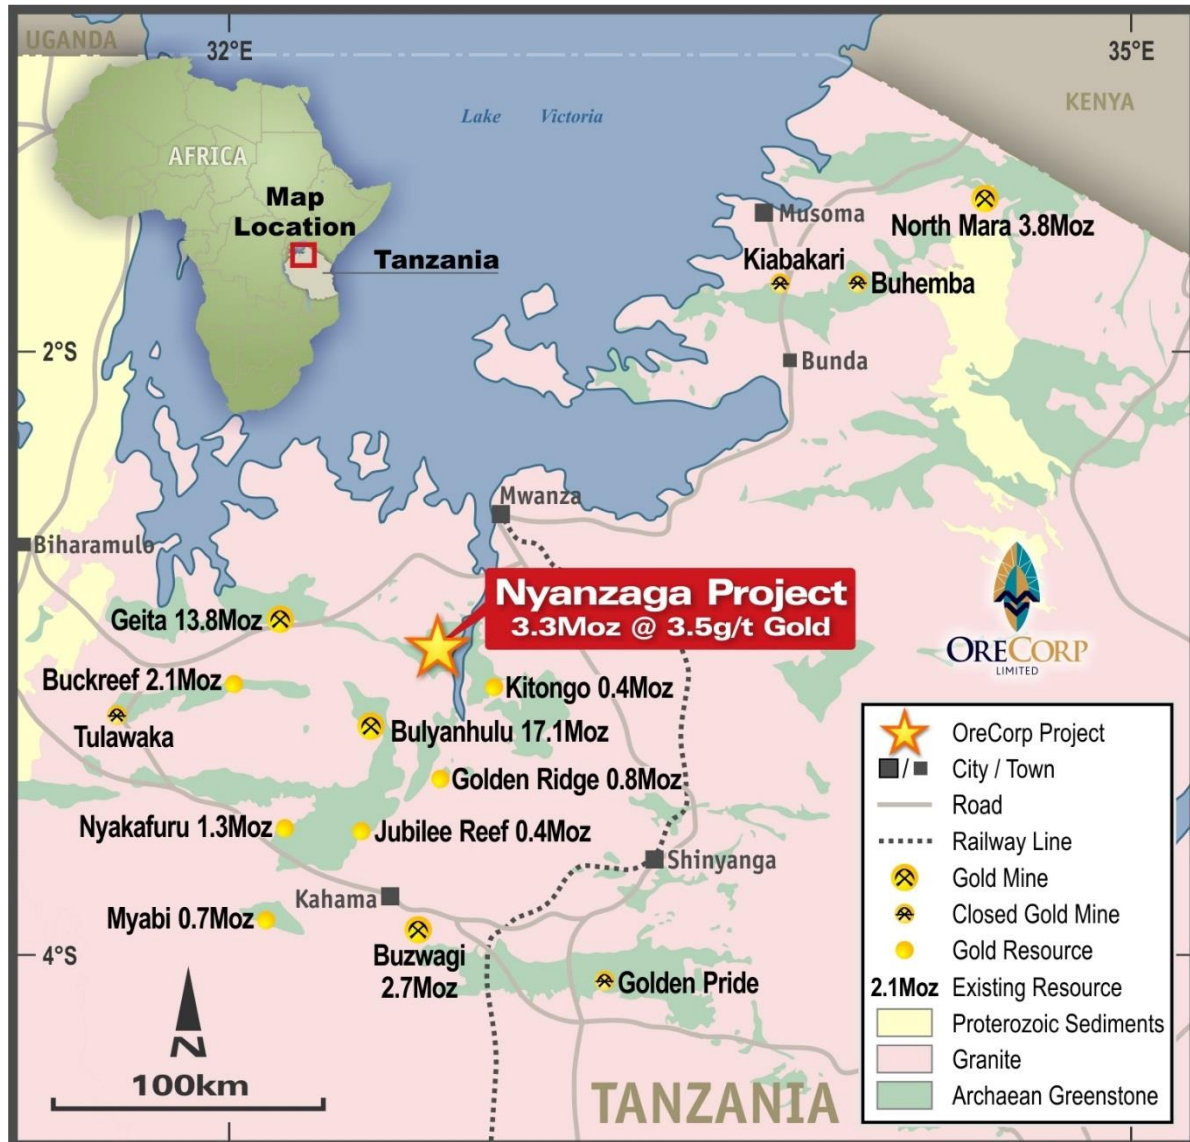 UGANDA
32°E
35°E
KENYA
Lake Victoria
AFRICA
Map
Location
Tanzania
Musoma
North Mara 3.8Moz
Kiabakari
Buhemba
2°S
Bunda
Mwanza
Biharamulo
Nyanzaga Project
3.3Moz @ 3.5g/t Gold
ORECORP
LIMITED
Geita 13.8Moz
Buckreef 2.1Moz
Kitongo 0.4Moz
Tulawaka
Bulyanhulu 17.1Moz
Golden Ridge 0.8Moz
Nyakafuru 1.3Moz
Jubilee Reef 0.4Moz
Shinyanga
Kahama
Myabi 0.7Moz
Buzwagi
2.7Moz
4°S
Golden Pride
N
100km
TANZANIA
OreCorp Project
/ City / Town
Road
Railway Line
Gold Mine
Closed Gold Mine
Gold Resource
2.1Moz Existing Resource
Proterozoic Sediments
Granite
Archaean Greenstone